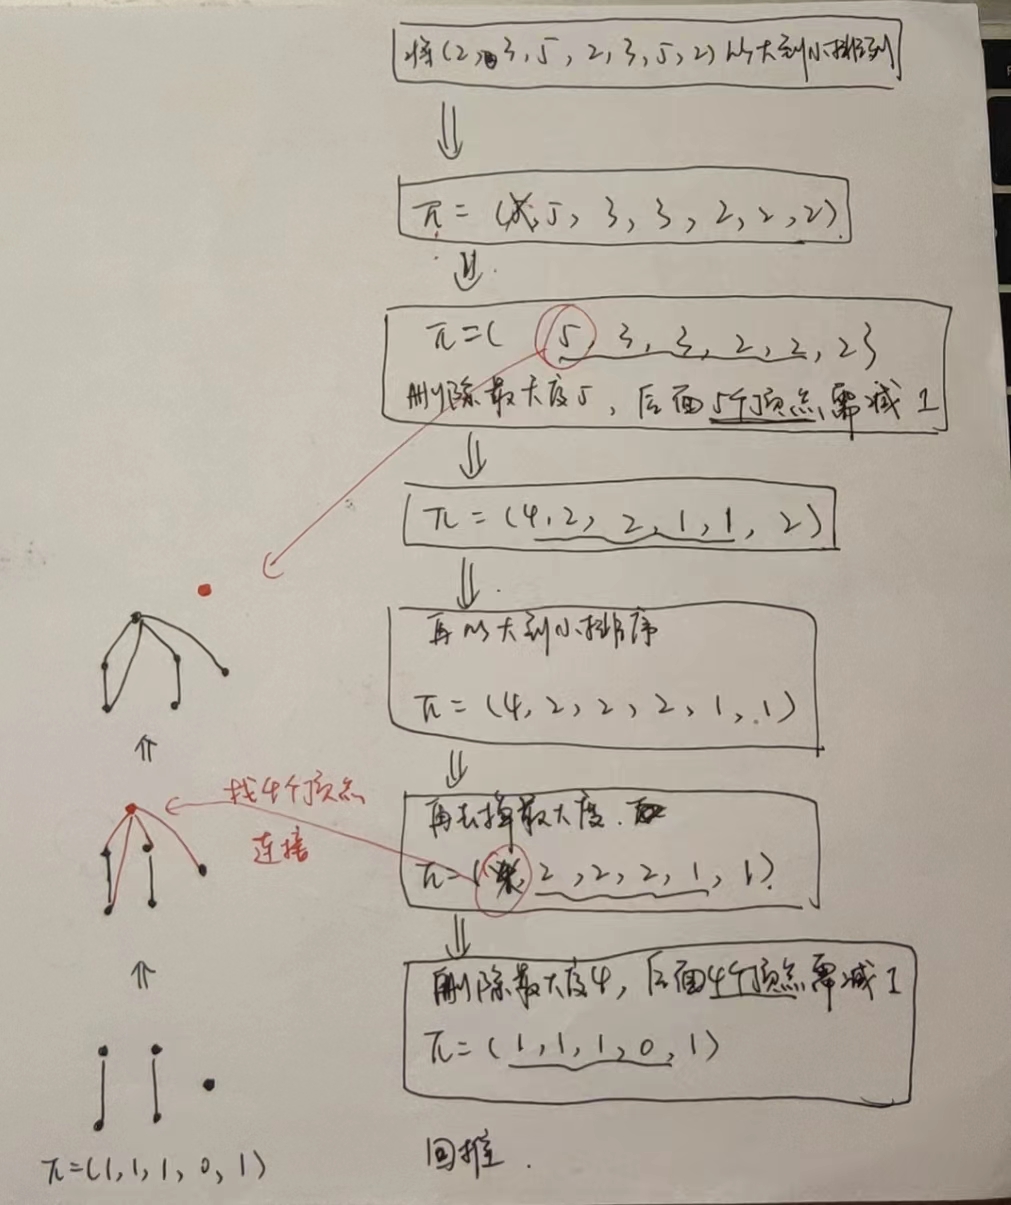 将(2,3,5,2,3,5,2)从大到小排列
π=(5,5,3,3,2,2,2)
π=( 5,3,3,2,2,2}
删除最大度5,后面5个顶点需减1
π=(4,2,2,1,1,2)
再从大到小排序
π=(4,2,2,2,1,1)
再去掉最大度.
π=(4,2,2,2,1,1)
找4个顶点
连接
删除最大度4,后面4个顶点需减1
π=(1,1,1,0,1)
π=(1,1,1,0,1)
回推.